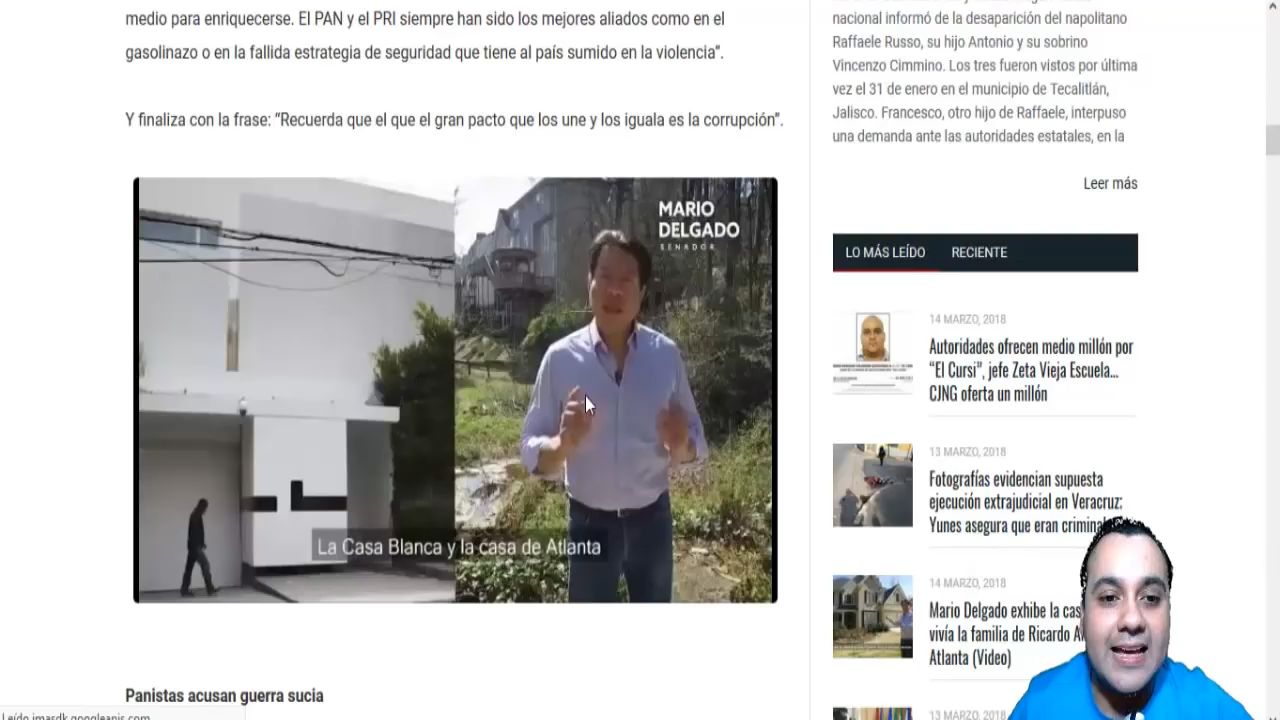 medio para enriquecerse. El PAN y el PRI siempre han sido los mejores aliados como en el
gasolinazo o en la fallida estrategia de seguridad que tiene al país sumido en la violencia”.
Y finaliza con la frase: “Recuerda que el que el gran pacto que los une y los iguala es la corrupción”.
MARIO
DELGADO
SENADOR
La Casa Blanca y la casa de Atlanta
Panistas acusan guerra sucia
Leído imasdk.googleapis.com
nacional informó de la desaparición del napolitano
Raffaele Russo, su hijo Antonio y su sobrino
Vincenzo Cimmino. Los tres fueron vistos por última
vez el 31 de enero en el municipio de Tecalitlán,
Jalisco. Francesco, otro hijo de Raffaele, interpuso
una demanda ante las autoridades estatales, en la
Leer más
LO MÁS LEÍDO RECIENTE
14 MARZO, 2018
Autoridades ofrecen medio millón por
“El Cursi”, jefe Zeta Vieja Escuela...
CJNG oferta un millón
13 MARZO, 2018
Fotografías evidencian supuesta
ejecución extrajudicial en Veracruz:
Yunes asegura que eran criminal
14 MARZO, 2018
Mario Delgado exhibe la cas
vivía la familia de Ricardo A
Atlanta (Video)
13 MARZO, 2018